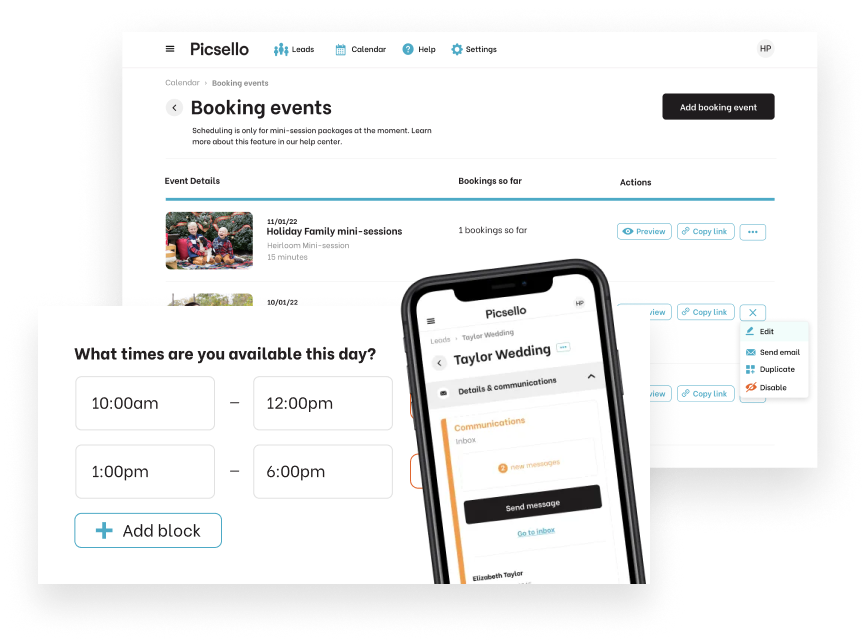 Picsello
Leads
Calendar
Help
Settings
HP
Calendar › Booking events
Booking events
Add booking event
Scheduling is only for mini-session packages at the moment. Learn
more about this feature in our help center.
Event Details
Bookings so far
Actions
11/01/22
Holiday Family mini-sessions
Heirloom Mini-session
15 minutes
1 bookings so far
Preview
Copy link
10/01/22
view
Copy link
Edit
Send email
Duplicate
Disable
view
Copy link
What times are you available this day?
10:00am – 12:00pm
1:00pm – 6:00pm
Add block
Picsello
HP
Leads › Taylor Wedding
Taylor Wedding
Details & communications
Communications
Inbox
2 new messages
Send message
Go to inbox
Elizabeth Taylor